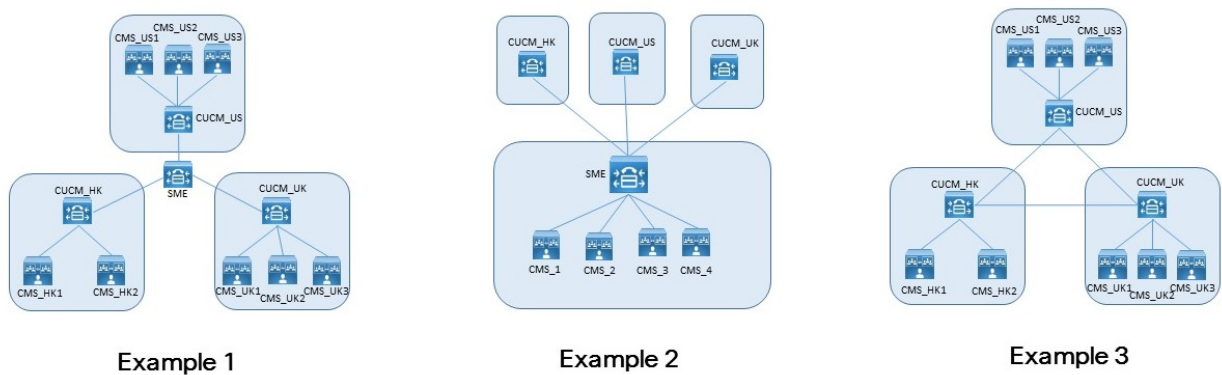 CMS_US2
CMS_US1
CMS_US3
CUCM_US
SME
CUCM_HK
CUCM_UK
CMS_HK1
CMS_HK2
CMS_UK1
CMS_UK2
CMS_UK3
Example 1
CUCM_HK
CUCM_US
CUCM_UK
SME
CMS_1
CMS_2
CMS_3
CMS_4
Example 2
CMS_US2
CMS_US1
CMS_US3
CUCM_US
CUCM_HK
CUCM_UK
CMS_HK1
CMS_HK2
CMS_UK1
CMS_UK2
CMS_UK3
Example 3